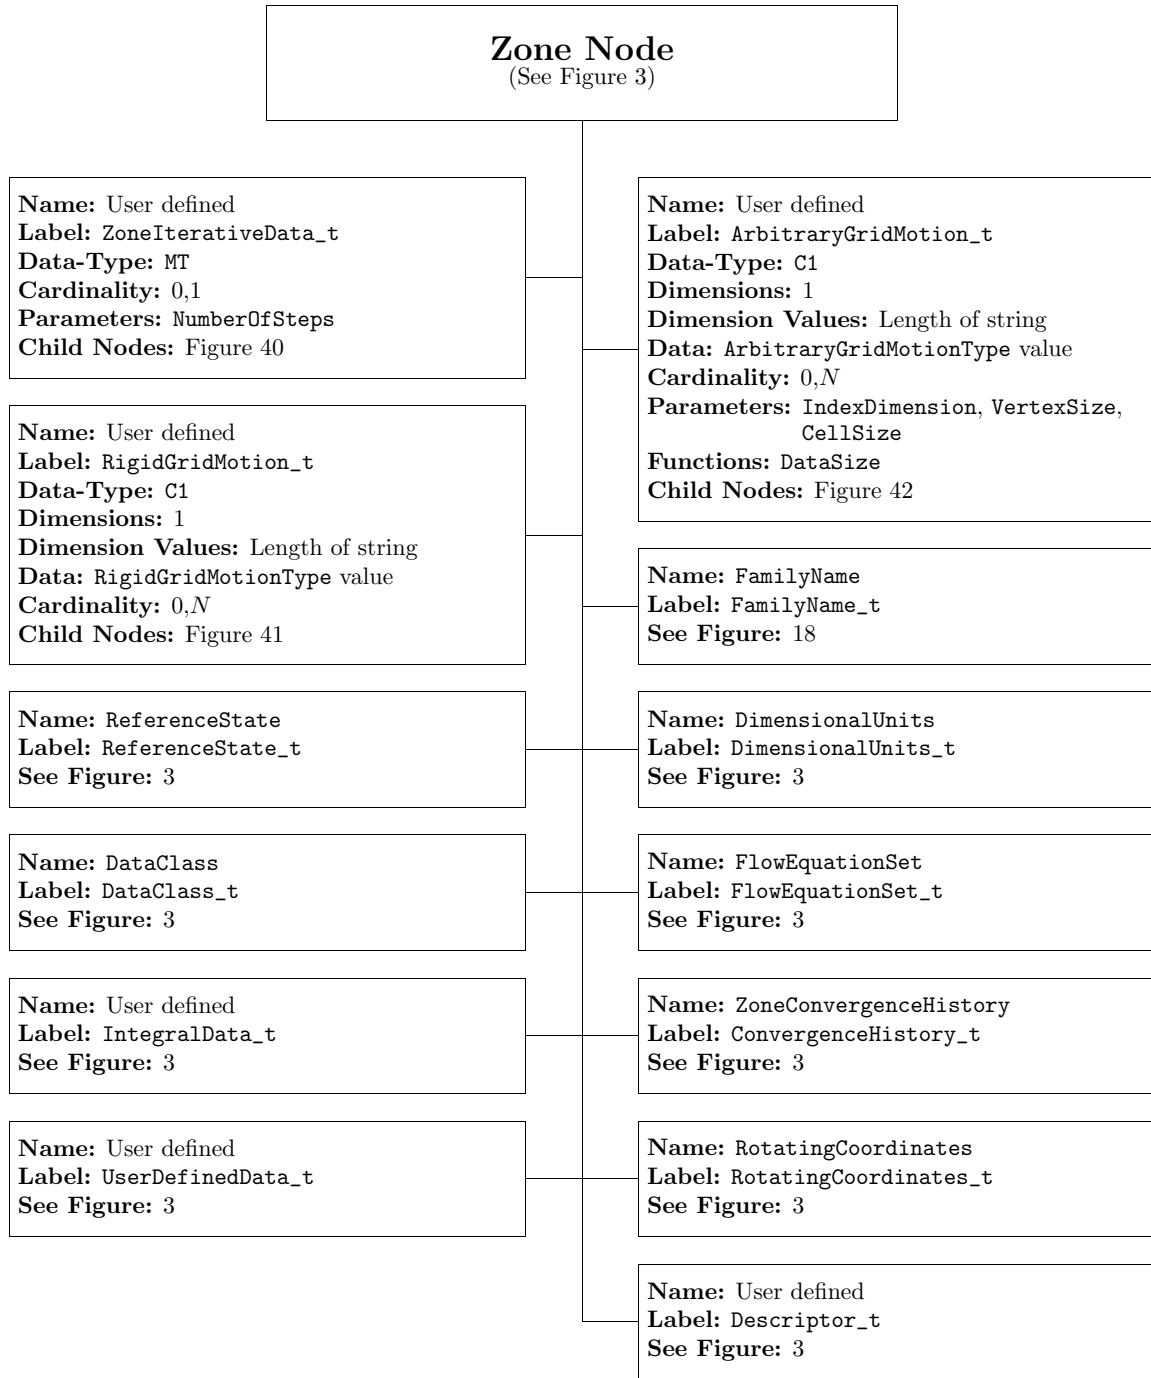 Zone Node
(See Figure 3)
Name: User defined
Label: ZoneIterativeData_t
Data-Type: MT
Cardinality: 0,1
Parameters: NumberOfSteps
Child Nodes: Figure 40
Name: User defined
Label: ArbitraryGridMotion_t
Data-Type: C1
Dimensions: 1
Dimension Values: Length of string
Data: ArbitraryGridMotionType value
Cardinality: 0,N
Parameters: IndexDimension, VertexSize,
CellSize
Functions: DataSize
Child Nodes: Figure 42
Name: User defined
Label: RigidGridMotion_t
Data-Type: C1
Dimensions: 1
Dimension Values: Length of string
Data: RigidGridMotionType value
Cardinality: 0,N
Child Nodes: Figure 41
Name: FamilyName
Label: FamilyName_t
See Figure: 18
Name: ReferenceState
Label: ReferenceState_t
See Figure: 3
Name: DimensionalUnits
Label: DimensionalUnits_t
See Figure: 3
Name: DataClass
Label: DataClass_t
See Figure: 3
Name: FlowEquationSet
Label: FlowEquationSet_t
See Figure: 3
Name: User defined
Label: IntegralData_t
See Figure: 3
Name: ZoneConvergenceHistory
Label: ConvergenceHistory_t
See Figure: 3
Name: User defined
Label: UserDefinedData_t
See Figure: 3
Name: RotatingCoordinates
Label: RotatingCoordinates_t
See Figure: 3
Name: User defined
Label: Descriptor_t
See Figure: 3